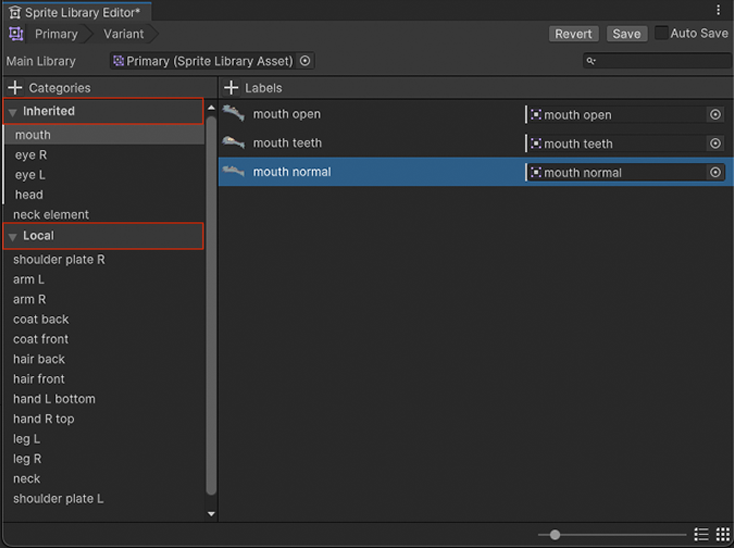 Sprite Library Editor*
Primary Variant Revert Save Auto Save
Main Library Primary (Sprite Library Asset)
Categories Labels
Inherited
mouth
eye R
eye L
head
neck element
Local
shoulder plate R
arm L
arm R
coat back
coat front
hair back
hair front
hand L bottom
hand R top
leg L
leg R
neck
shoulder plate L
mouth open mouth open
mouth teeth mouth teeth
mouth normal mouth normal